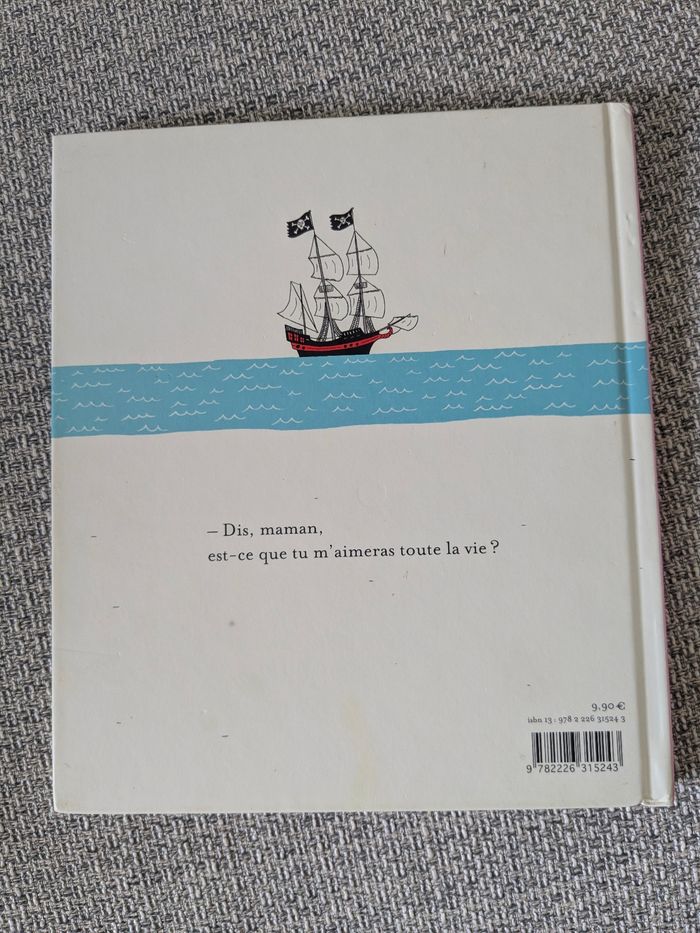 – Dis, maman,
est-ce que tu m'aimeras toute la vie ?
9,90 €
isbn 13 : 978 2 226 31524 3
9 782226 315243